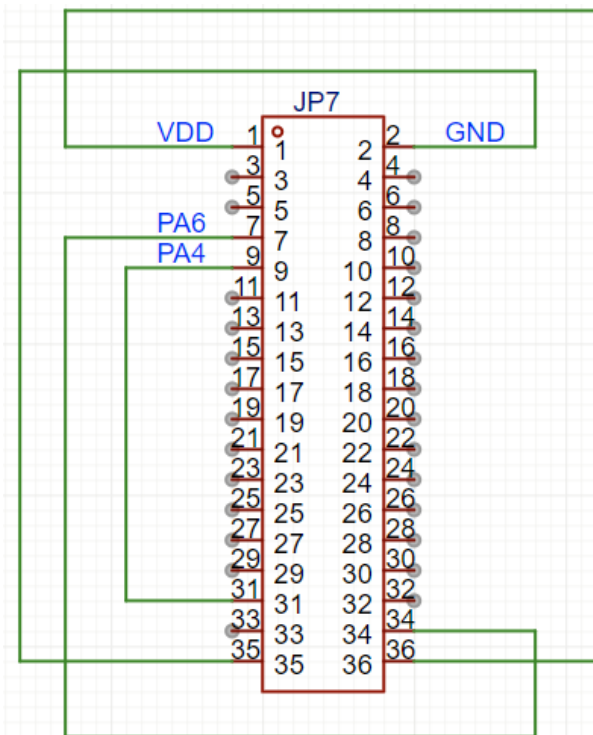 JP7
VDD 1 1 2 2 GND
3 3 4 4
5 5 6 6
PA6 7 7 8 8
PA4 9 9 10 10
11 11 12 12
13 13 14 14
15 15 16 16
17 17 18 18
19 19 20 20
21 21 22 22
23 23 24 24
25 25 26 26
27 27 28 28
29 29 30 30
31 31 32 32
33 33 34 34
35 35 36 36